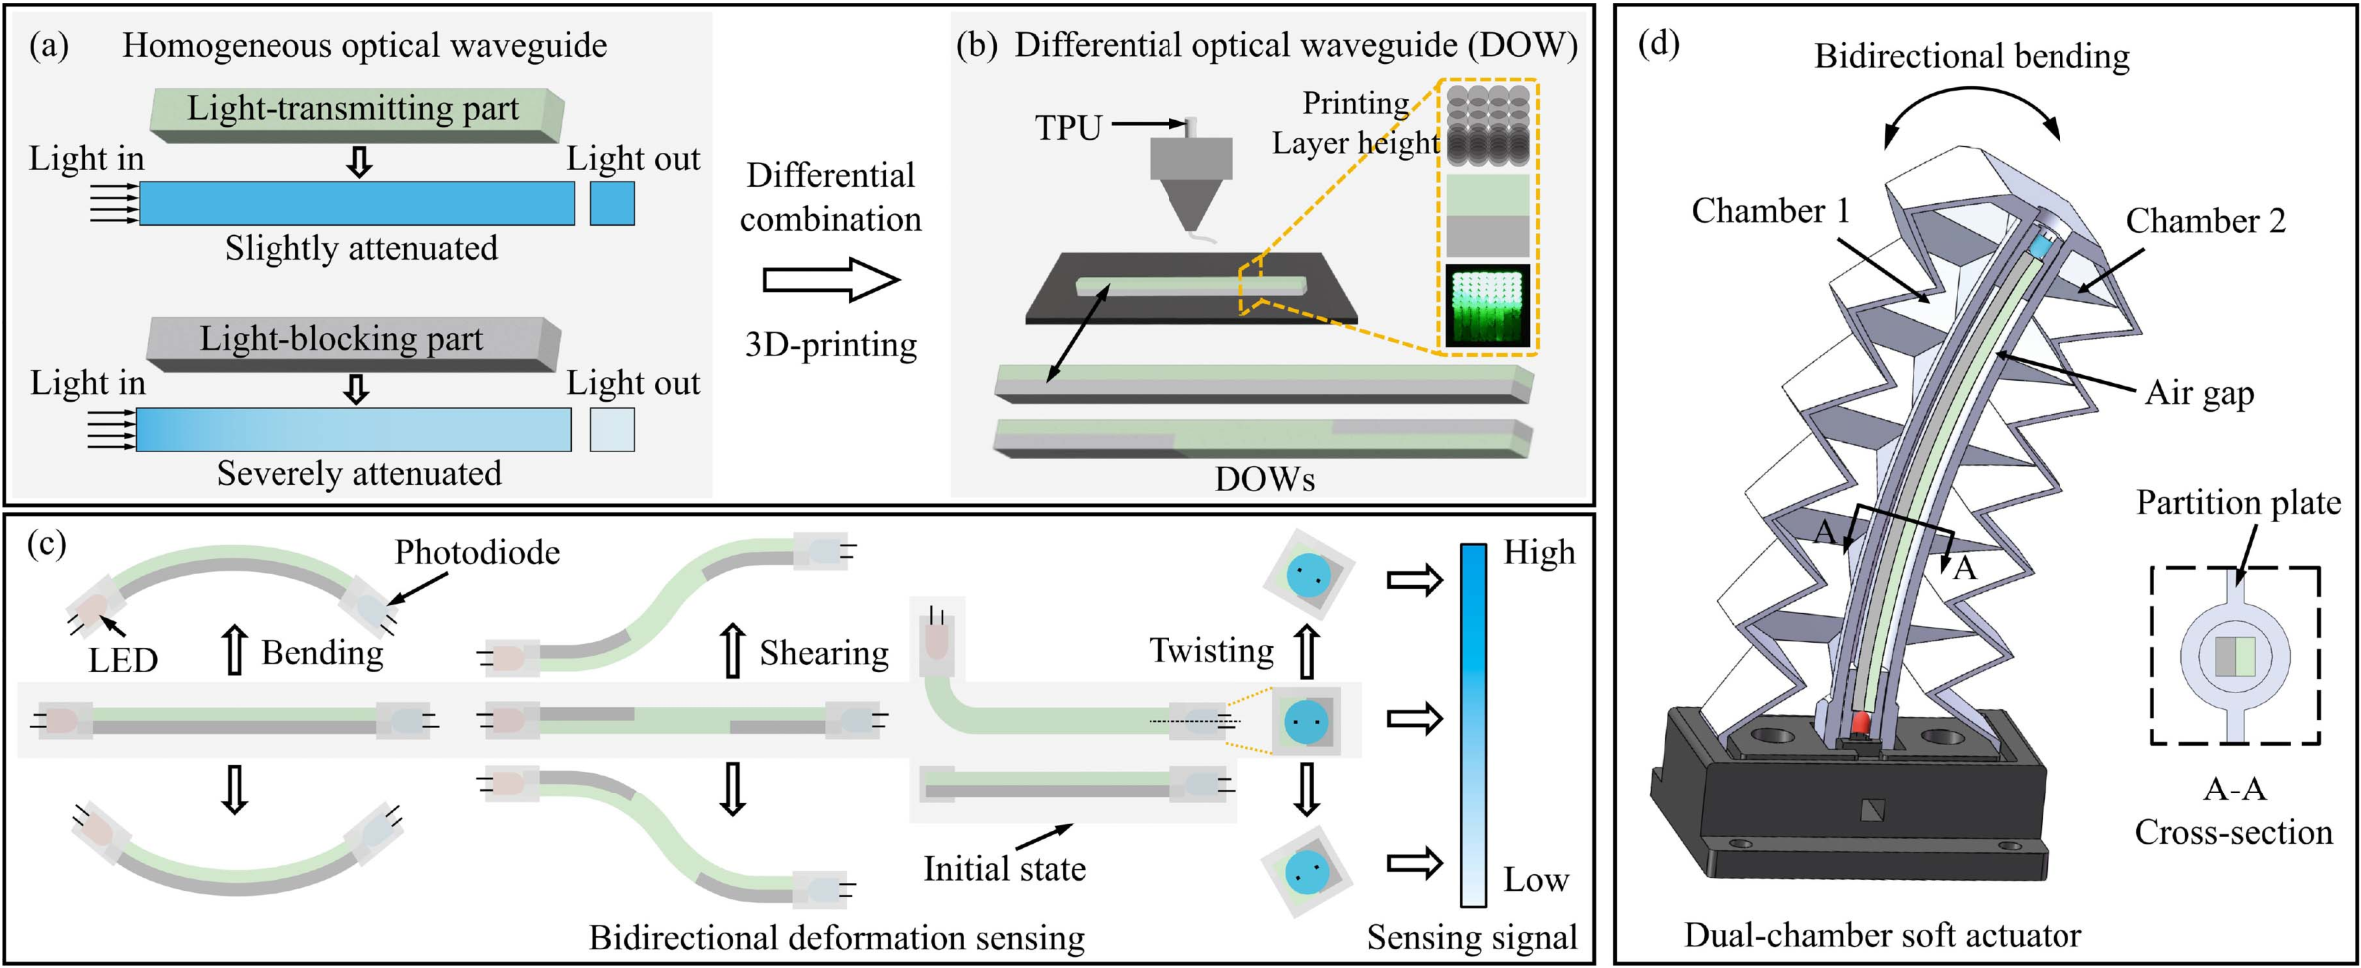 (a) Homogeneous optical waveguide
Light-transmitting part
Light in
Light out
Slightly attenuated
Light-blocking part
Light in
Light out
Severely attenuated
Differential
combination
3D-printing
(b) Differential optical waveguide (DOW)
TPU
Printing
Layer height
DOWs
(c)
Photodiode
LED
Bending
Shearing
Twisting
Initial state
High
Low
Bidirectional deformation sensing
Sensing signal
(d)
Bidirectional bending
Chamber 1
Chamber 2
Air gap
A
A
Partition plate
A-A
Cross-section
Dual-chamber soft actuator